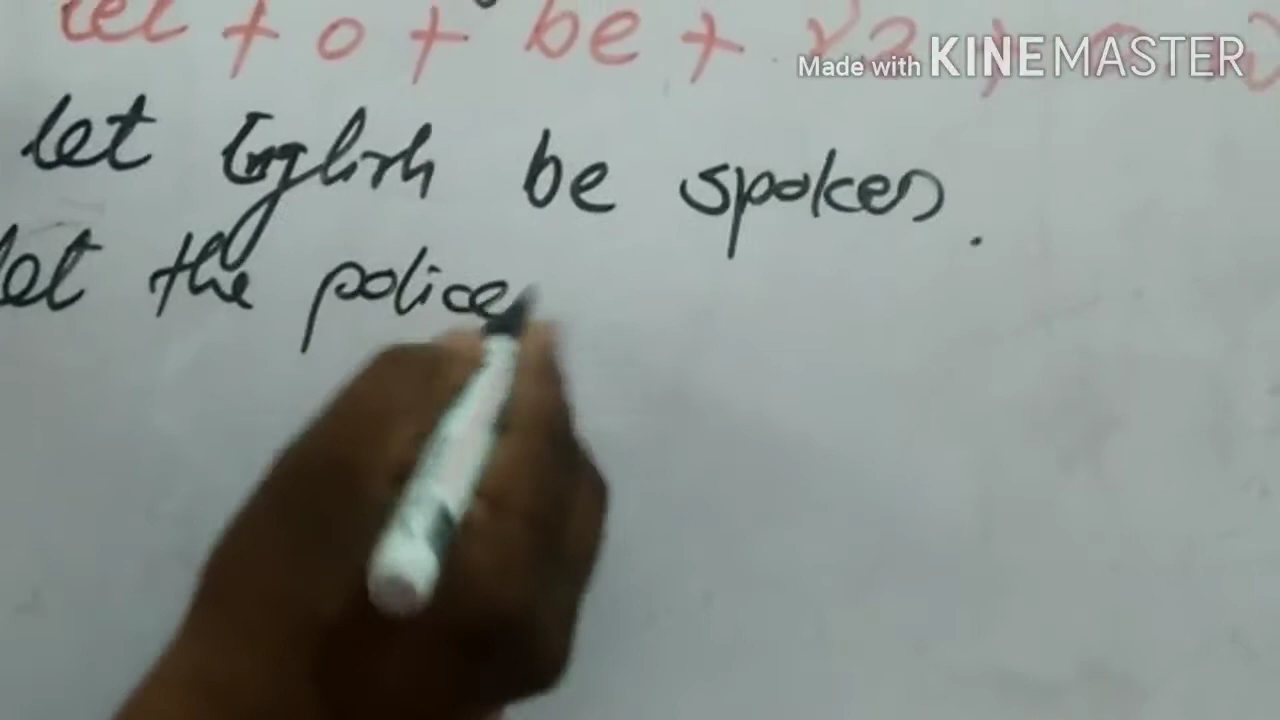 let + o + be + V3 +
Made with KINEMASTER
let English be spoken.
let the police